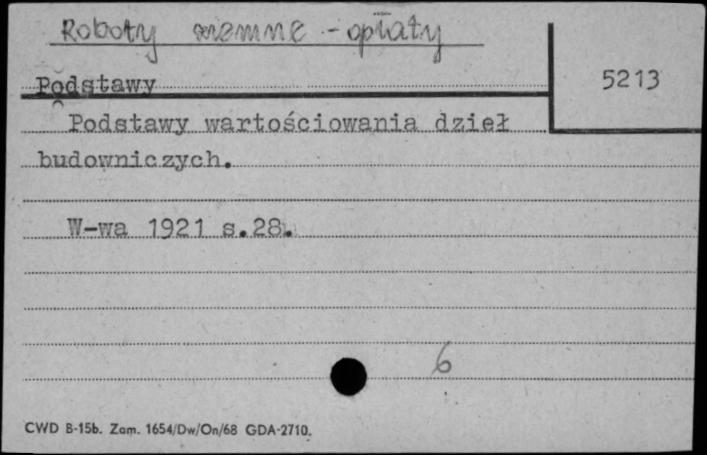 Roboty ziemne - opłaty
Podstawy
5213
Podstawy wartościowania dzieł
budowniczych.
W-wa 1921 s.28.
6
CWD B-15b. Zam. 1654/Dw/On/68 GDA-2710.